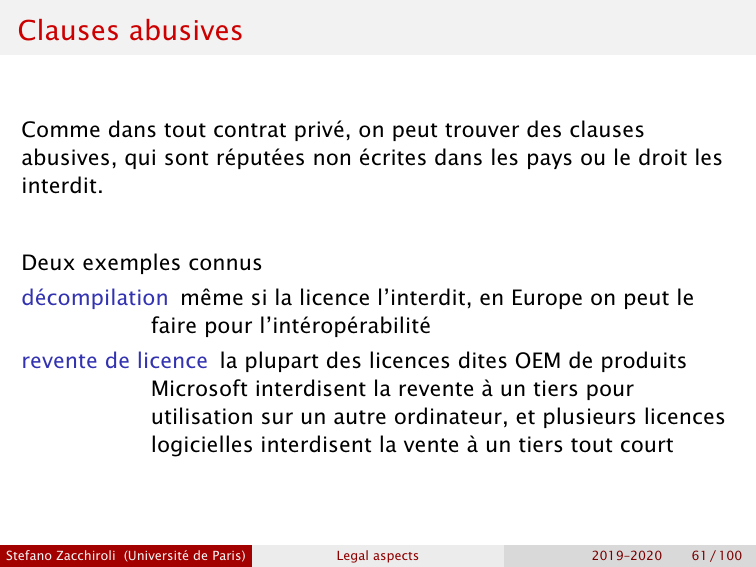 Clauses abusives
Comme dans tout contrat privé, on peut trouver des clauses
abusives, qui sont réputées non écrites dans les pays ou le droit les
interdit.
Deux exemples connus
décompilation même si la licence l’interdit, en Europe on peut le
faire pour l’intéropérabilité
revente de licence la plupart des licences dites OEM de produits
Microsoft interdisent la revente à un tiers pour
utilisation sur un autre ordinateur, et plusieurs licences
logicielles interdisent la vente à un tiers tout court
Stefano Zacchiroli (Université de Paris) Legal aspects 2019–2020 61 / 100